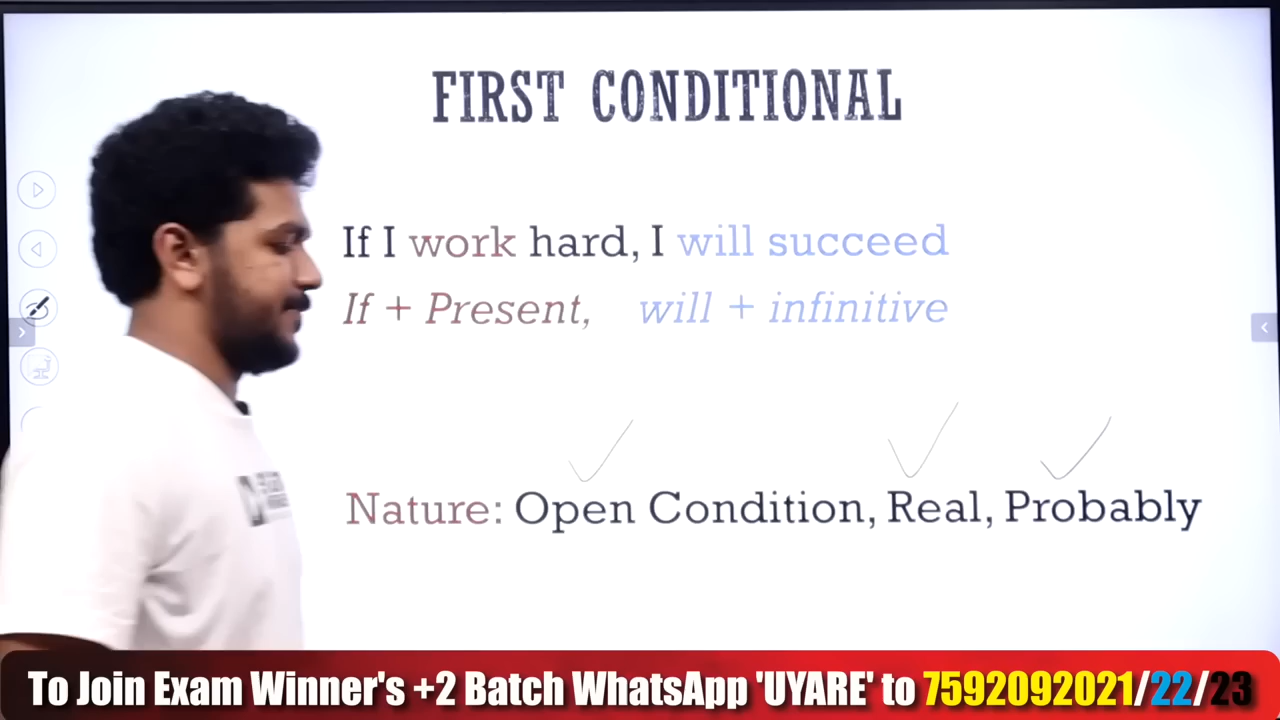 FIRST CONDITIONAL
If I work hard, I will succeed
If + Present, will + infinitive
Nature: Open Condition, Real, Probably
To Join Exam Winner's +2 Batch WhatsApp 'UYARE' to 7592092021/22/23